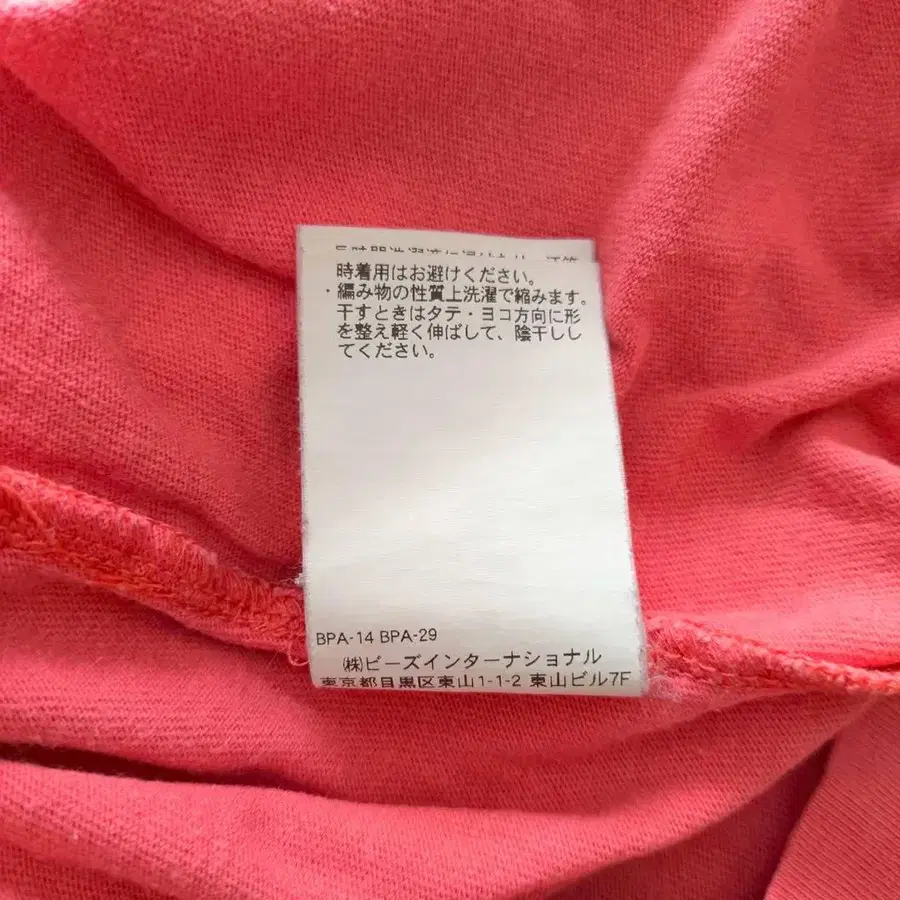 時着用はお避けください。
・編み物の性質上洗濯で縮みます。
干すときはタテ・ヨコ方向に形
を整え軽く伸ばして、陰干しし
てください。
BPA-14 BPA-29
㈱ビーズインターナショナル
東京都目黒区東山1-1-2 東山ビル7F